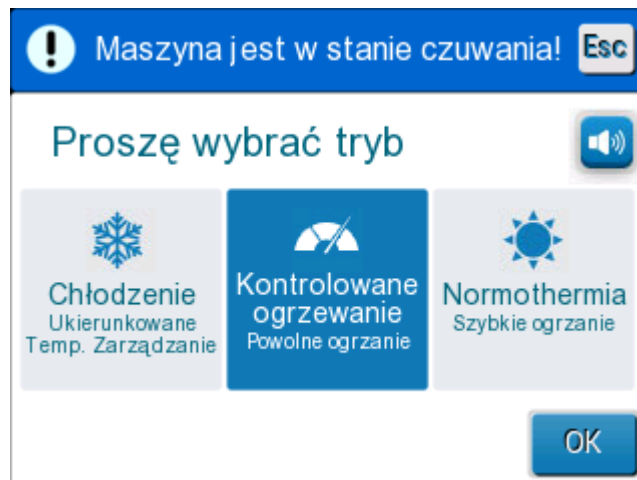 Maszyna jest w stanie czuwania!
Esc
Proszę wybrać tryb
Chłodzenie
Ukierunkowane
Temp. Zarządzanie
Kontrolowane
ogrzewanie
Powolne ogrzanie
Normothermia
Szybkie ogrzanie
OK